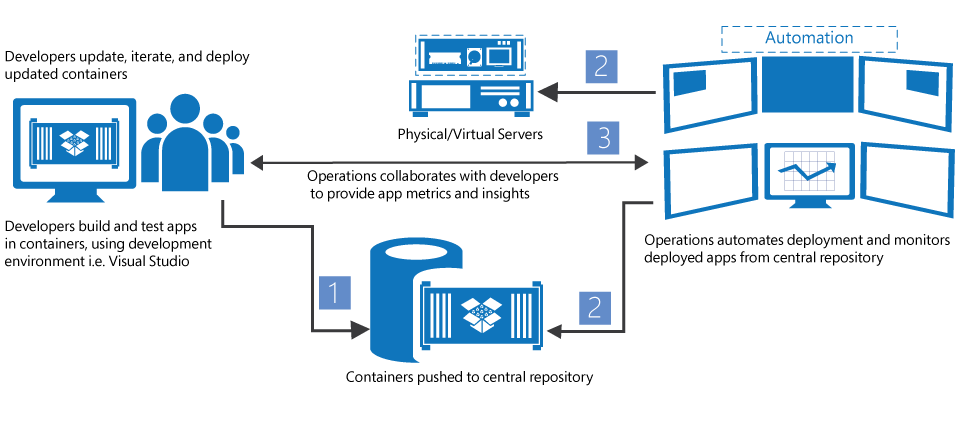 Automation
Developers update, iterate, and deploy
updated containers
2
Physical/Virtual Servers
3
Operations collaborates with developers
to provide app metrics and insights
Developers build and test apps
in containers, using development
environment i.e. Visual Studio
Operations automates deployment and monitors
deployed apps from central repository
1
2
Containers pushed to central repository